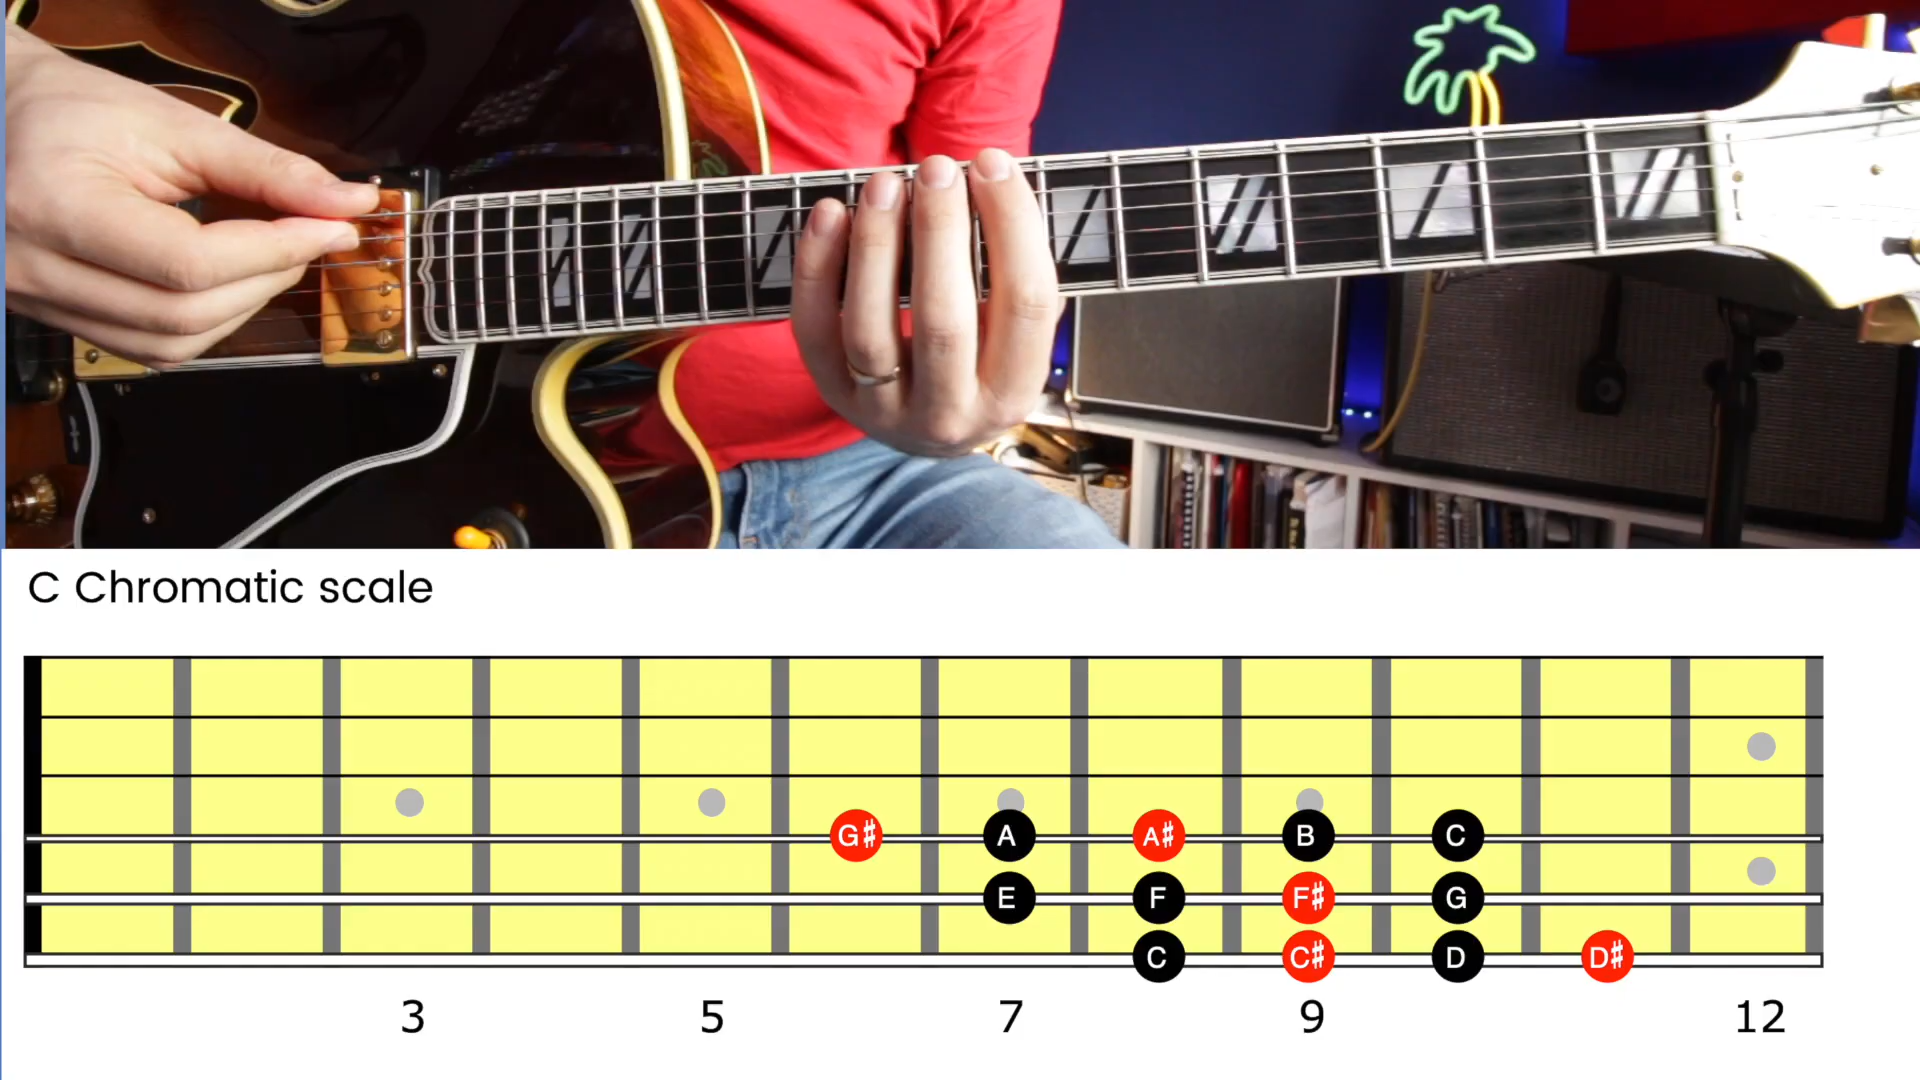 C Chromatic scale
G♯ A A♯ B C
E F F♯ G
C C♯ D D♯
3 5 7 9 12